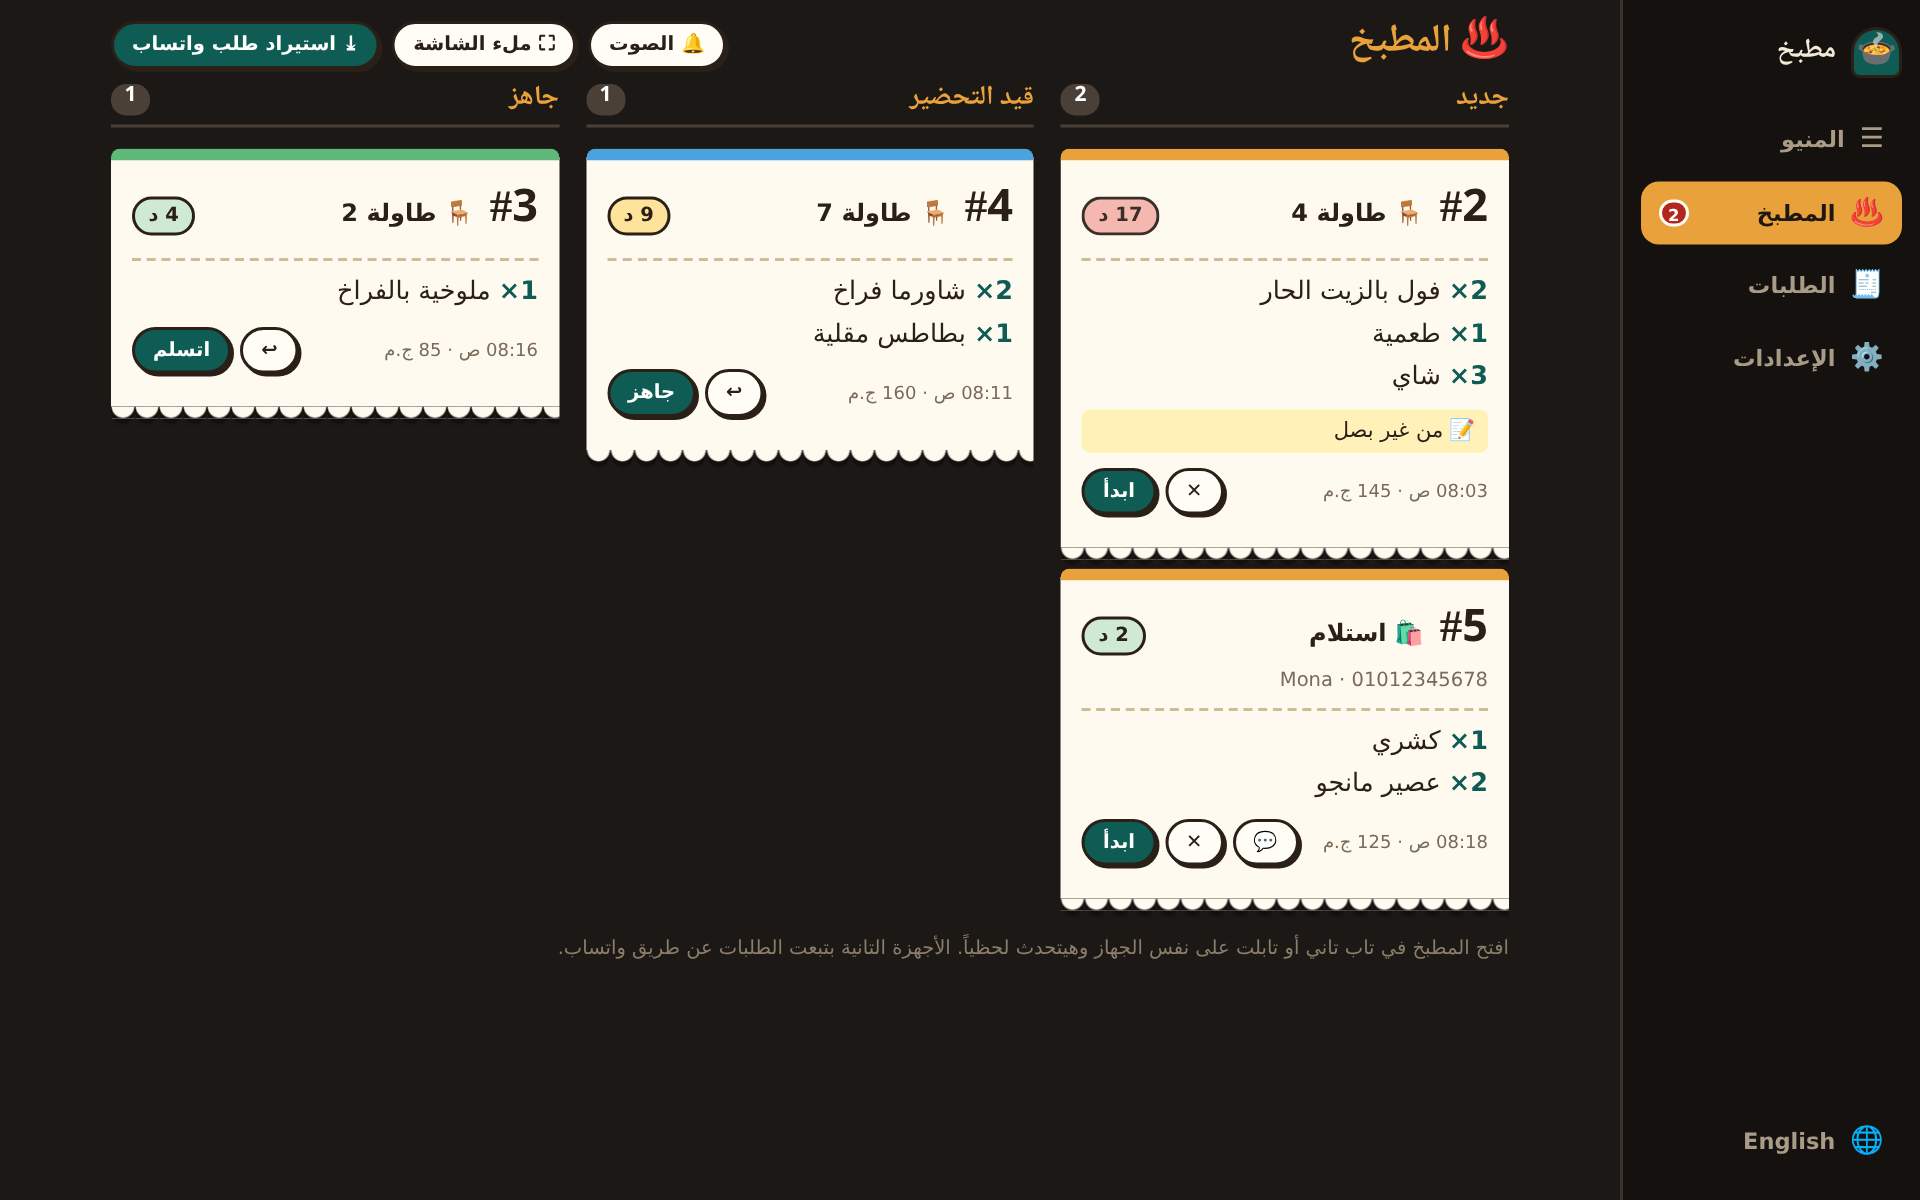 مطبخ
☰ المنيو
♨️ المطبخ 2
🧾 الطلبات
⚙️ الإعدادات
🌐 English
♨️ المطبخ
🔔 الصوت
⛶ ملء الشاشة
⤓ استيراد طلب واتساب
جديد 2
#2 🪑 طاولة 4 17 د
2× فول بالزيت الحار
1× طعمية
3× شاي
📝 من غير بصل
08:03 ص · 145 ج.م ✕ ابدأ
#5 🛍️ استلام 2 د
Mona · 01012345678
1× كشري
2× عصير مانجو
08:18 ص · 125 ج.م 💬 ✕ ابدأ
قيد التحضير 1
#4 🪑 طاولة 7 9 د
2× شاورما فراخ
1× بطاطس مقلية
08:11 ص · 160 ج.م ↩ جاهز
جاهز 1
#3 🪑 طاولة 2 4 د
1× ملوخية بالفراخ
08:16 ص · 85 ج.م ↩ اتسلم
افتح المطبخ في تاب تاني أو تابلت على نفس الجهاز وهيتحدث لحظياً. الأجهزة التانية بتبعت الطلبات عن طريق واتساب.